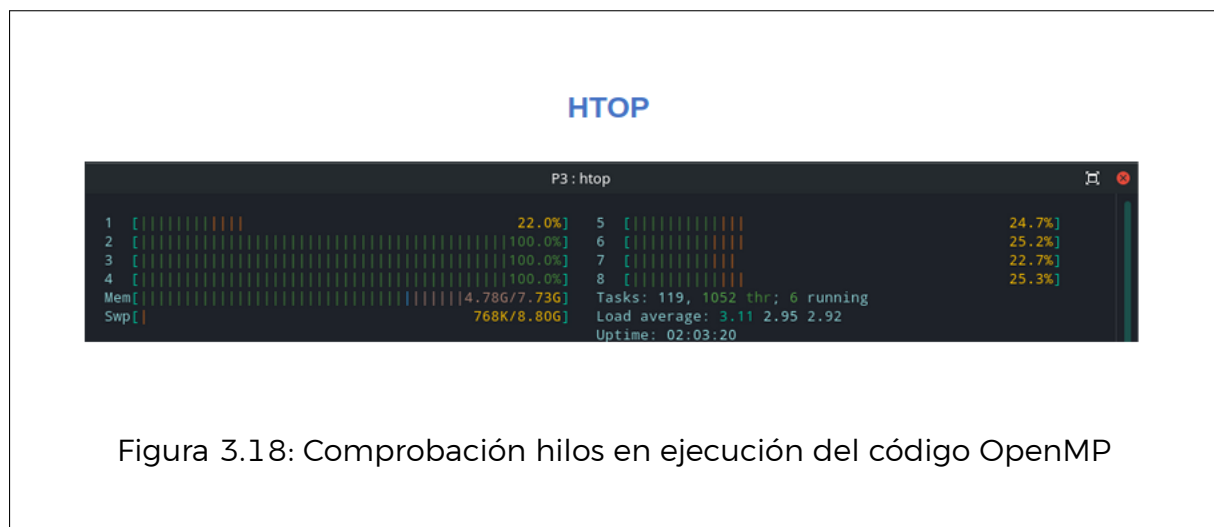 HTOP
P3 : htop
1 [||||||||||||| 22.0%] 5 [|||||||||||||| 24.7%]
2 [||||||||||||||||||||||||||||||||||||||||||||||100.0%] 6 [|||||||||||||| 25.2%]
3 [||||||||||||||||||||||||||||||||||||||||||||||100.0%] 7 [||||||||||||| 22.7%]
4 [||||||||||||||||||||||||||||||||||||||||||||||100.0%] 8 [|||||||||||||| 25.3%]
Mem[||||||||||||||||||||||||||||||||||||||||4.78G/7.73G] Tasks: 119, 1052 thr; 6 running
Swp[| 768K/8.80G] Load average: 3.11 2.95 2.92
Uptime: 02:03:20
Figura 3.18: Comprobación hilos en ejecución del código OpenMP